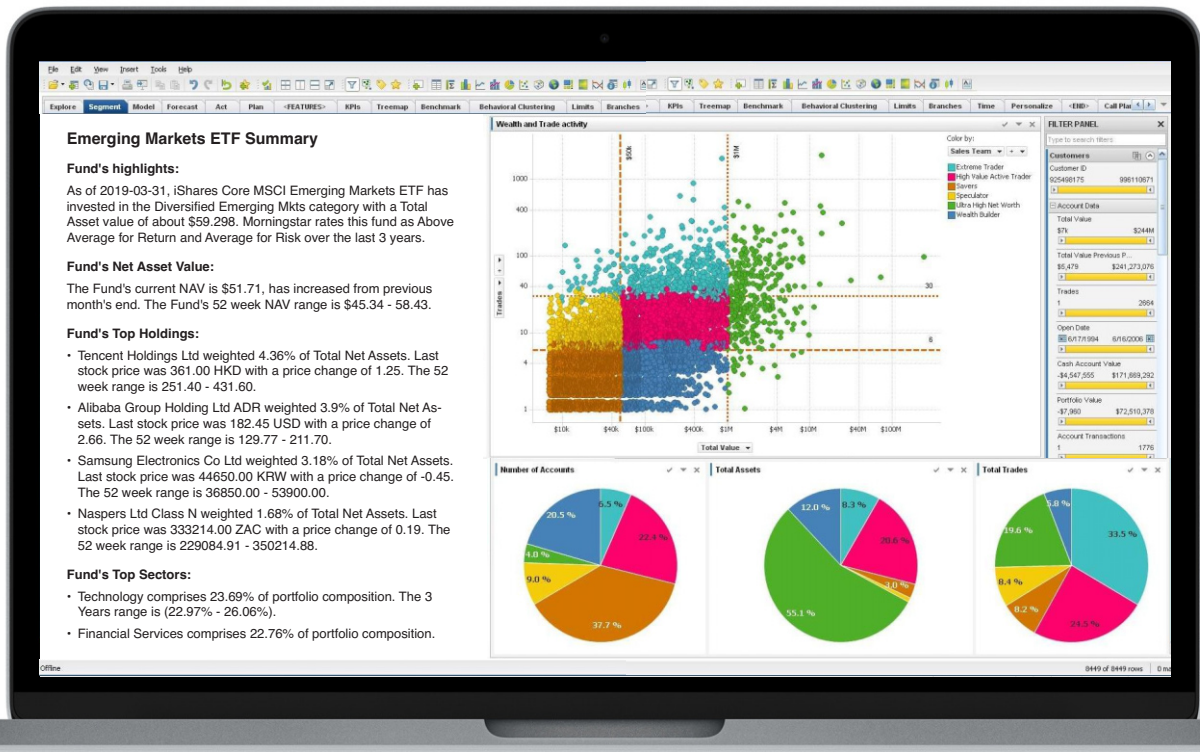 File Edit View Insert Tools Help
Explore Segment Model Forecast Act Plan <FEATURES> KPIs Treemap Benchmark Behavioral Clustering Limits Branches KPIs Treemap Benchmark Behavioral Clustering Limits Branches Time Personalize <END> Call Plan
Emerging Markets ETF Summary
Fund's highlights:
As of 2019-03-31, iShares Core MSCI Emerging Markets ETF has
invested in the Diversified Emerging Mkts category with a Total
Asset value of about $59.298. Morningstar rates this fund as Above
Average for Return and Average for Risk over the last 3 years.
Fund's Net Asset Value:
The Fund's current NAV is $51.71, has increased from previous
month's end. The Fund's 52 week NAV range is $45.34 - 58.43.
Fund's Top Holdings:
• Tencent Holdings Ltd weighted 4.36% of Total Net Assets. Last
stock price was 361.00 HKD with a price change of 1.25. The 52
week range is 251.40 - 431.60.
• Alibaba Group Holding Ltd ADR weighted 3.9% of Total Net As-
sets. Last stock price was 182.45 USD with a price change of
2.66. The 52 week range is 129.77 - 211.70.
• Samsung Electronics Co Ltd weighted 3.18% of Total Net Assets.
Last stock price was 44650.00 KRW with a price change of -0.45.
The 52 week range is 36850.00 - 53900.00.
• Naspers Ltd Class N weighted 1.68% of Total Net Assets. Last
stock price was 333214.00 ZAC with a price change of 0.19. The
52 week range is 229084.91 - 350214.88.
Fund's Top Sectors:
• Technology comprises 23.69% of portfolio composition. The 3
Years range is (22.97% - 26.06%).
• Financial Services comprises 22.76% of portfolio composition.
Wealth and Trade activity
Color by:
Sales Team
Extreme Trader
High Value Active Trader
Savers
Speculator
Ultra High Net Worth
Wealth Builder
$1M
1000
400
100
40
10
4
1
30
6
Trades
$10k $40k $100k $400k $1M $4M $10M $40M $100M
Total Value
FILTER PANEL
Type to search filters
Customers
Customer ID
925498175 998110671
Account Data
Total Value
$7k $244M
Total Value Previous P...
$5,479 $241,273,076
Trades
1 2664
Open Date
6/17/1994 6/16/2006
Cash Account Value
-$4,547,555 $171,669,292
Portfolio Value
-$7,960 $72,510,378
Account Transactions
1 1776
Number of Accounts
6.5 %
22.4 %
37.7 %
9.0 %
4.0 %
20.5 %
Total Assets
8.3 %
20.6 %
3.0 %
55.1 %
12.0 %
Total Trades
33.5 %
24.5 %
8.2 %
8.4 %
19.6 %
5.8 %
Offline
8449 of 8449 rows